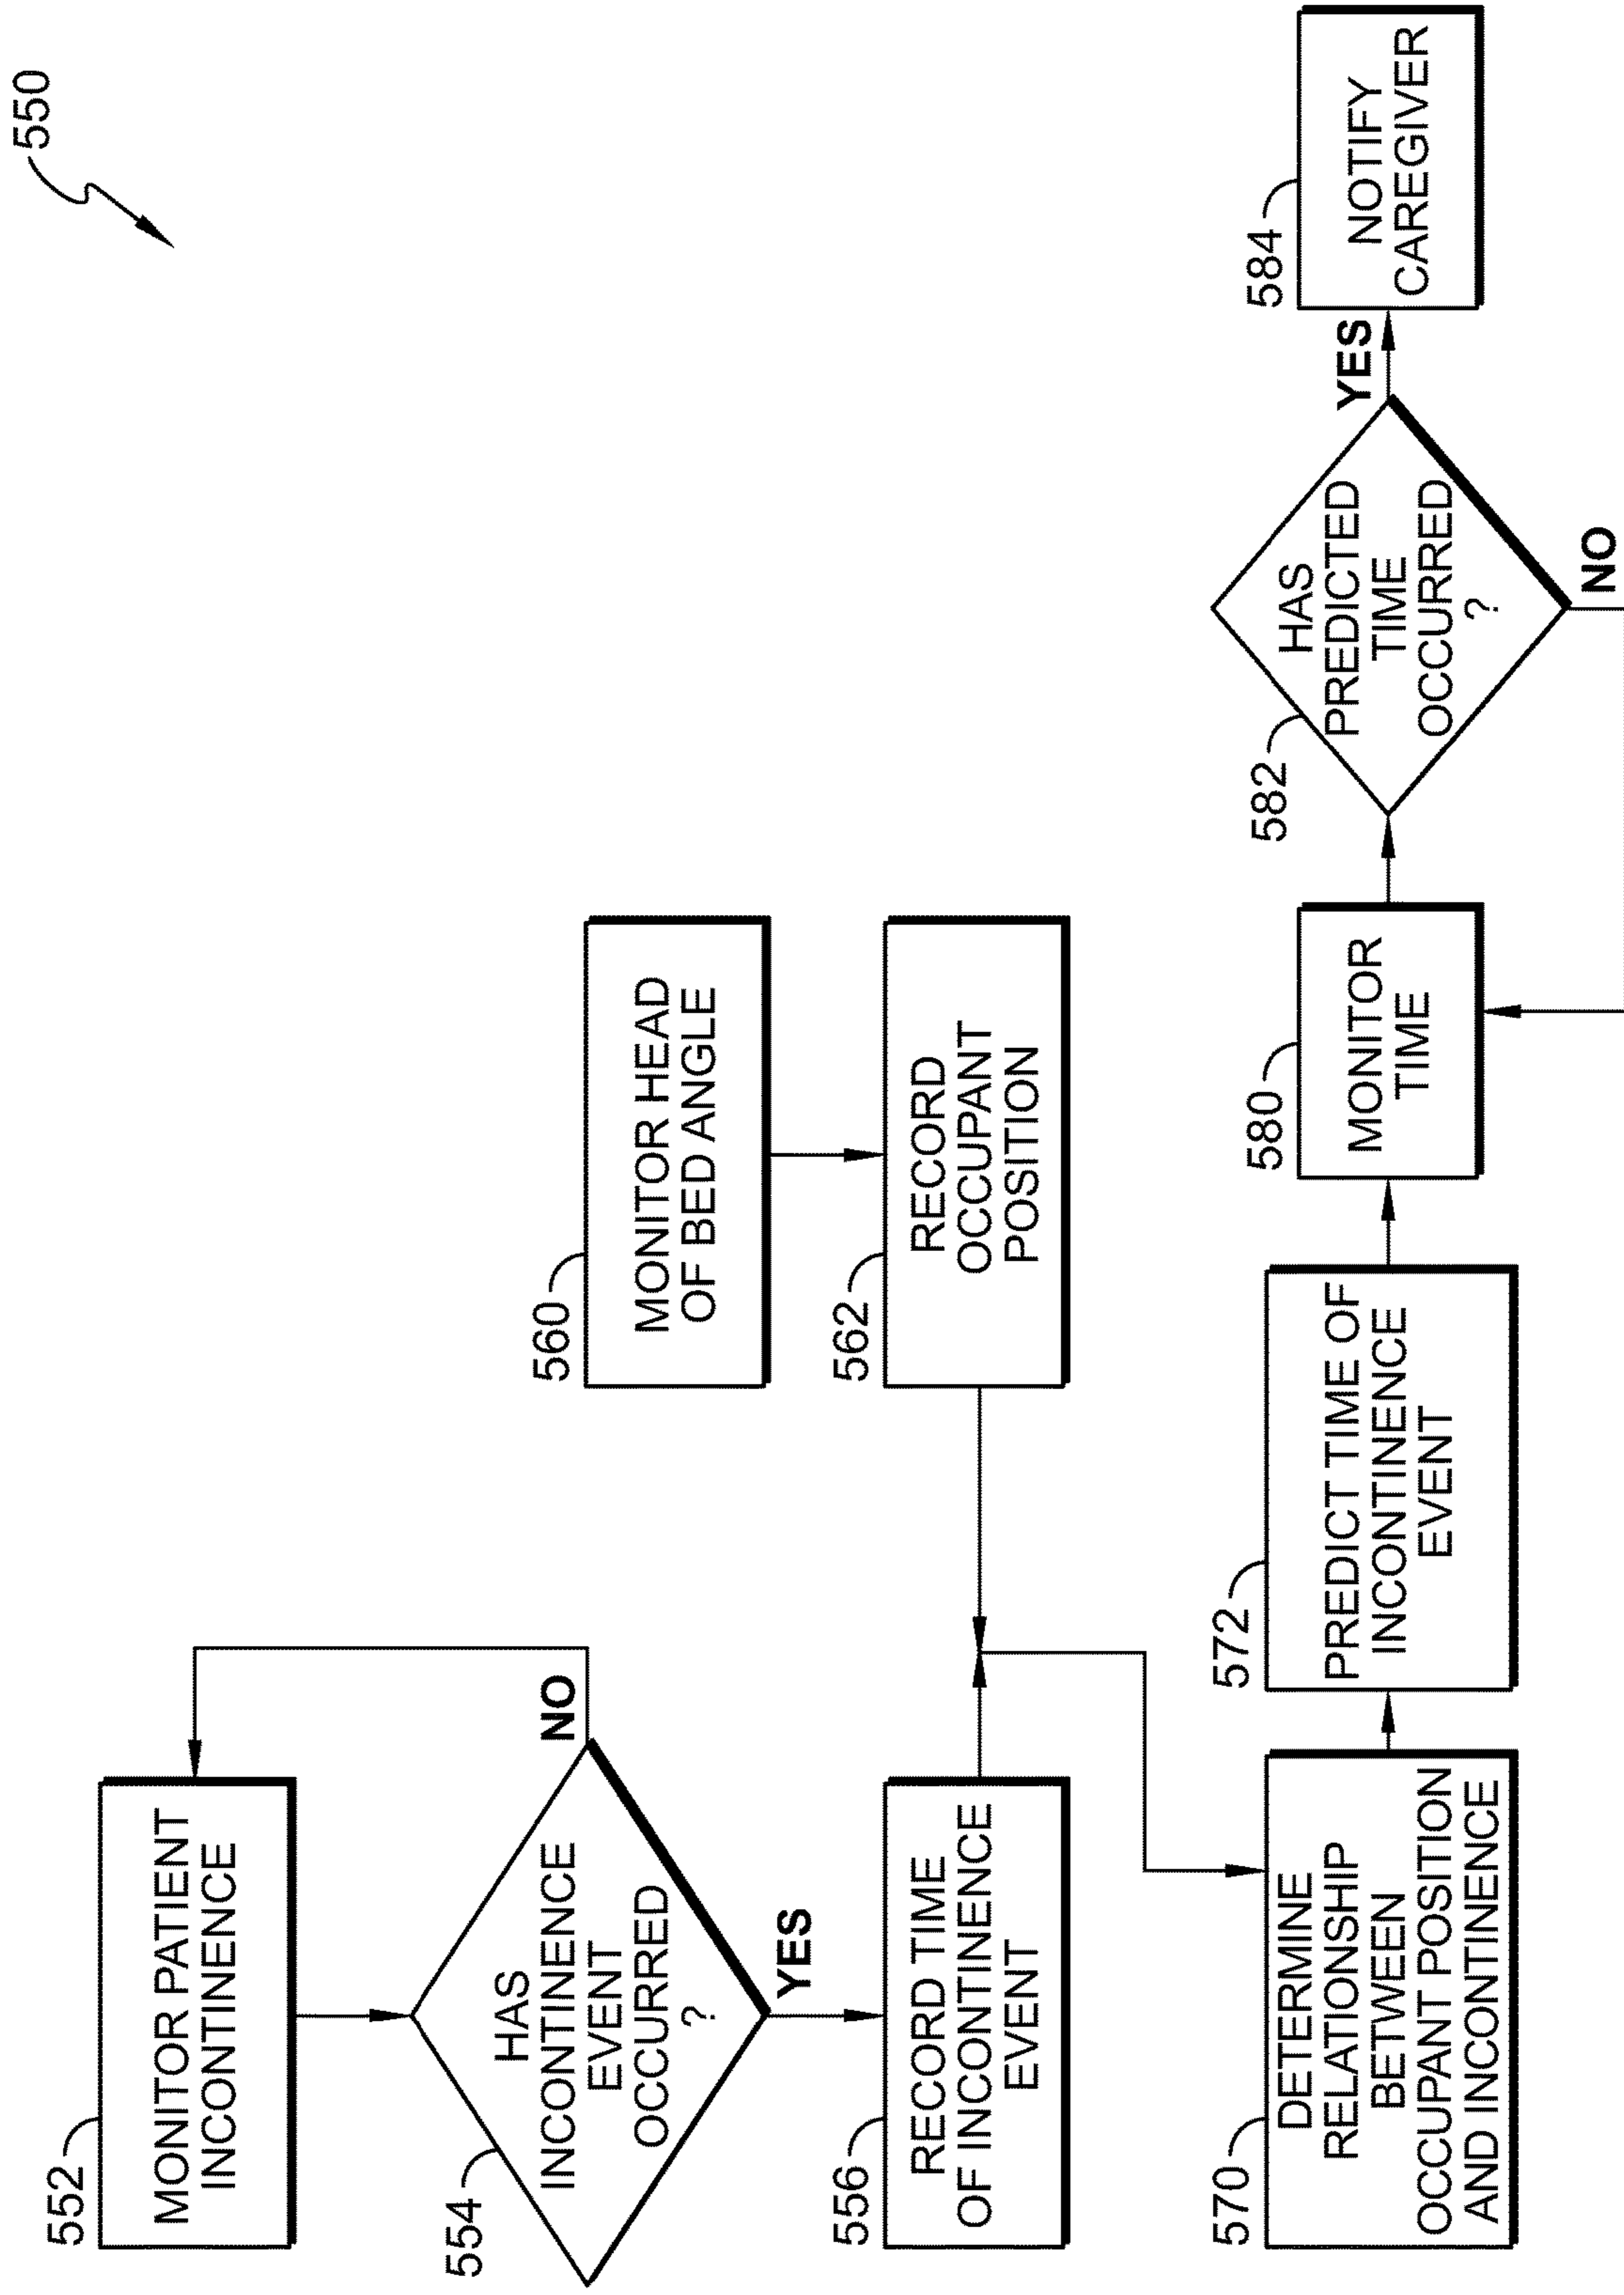 550
552
MONITOR PATIENT
INCONTINENCE
554
HAS
INCONTINENCE
EVENT
OCCURRED
?
NO
YES
556
RECORD TIME
OF INCONTINENCE
EVENT
560
MONITOR HEAD
OF BED ANGLE
562
RECORD
OCCUPANT
POSITION
570
DETERMINE
RELATIONSHIP
BETWEEN
OCCUPANT POSITION
AND INCONTINENCE
572
PREDICT TIME OF
INCONTINENCE
EVENT
580
MONITOR
TIME
582
HAS
PREDICTED
TIME
OCCURRED
?
YES
NO
584
NOTIFY
CAREGIVER